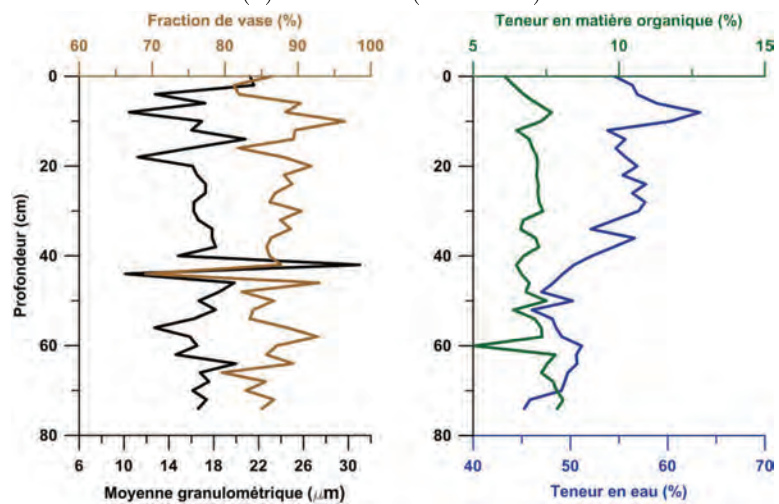 Fraction de vase (%)
60 70 80 90 100
0
20
40
60
80
Profondeur (cm)
6 10 14 18 22 26 30
Moyenne granulométrique (μm)
Teneur en matière organique (%)
5 10 15
0
20
40
60
80
40 50 60 70
Teneur en eau (%)